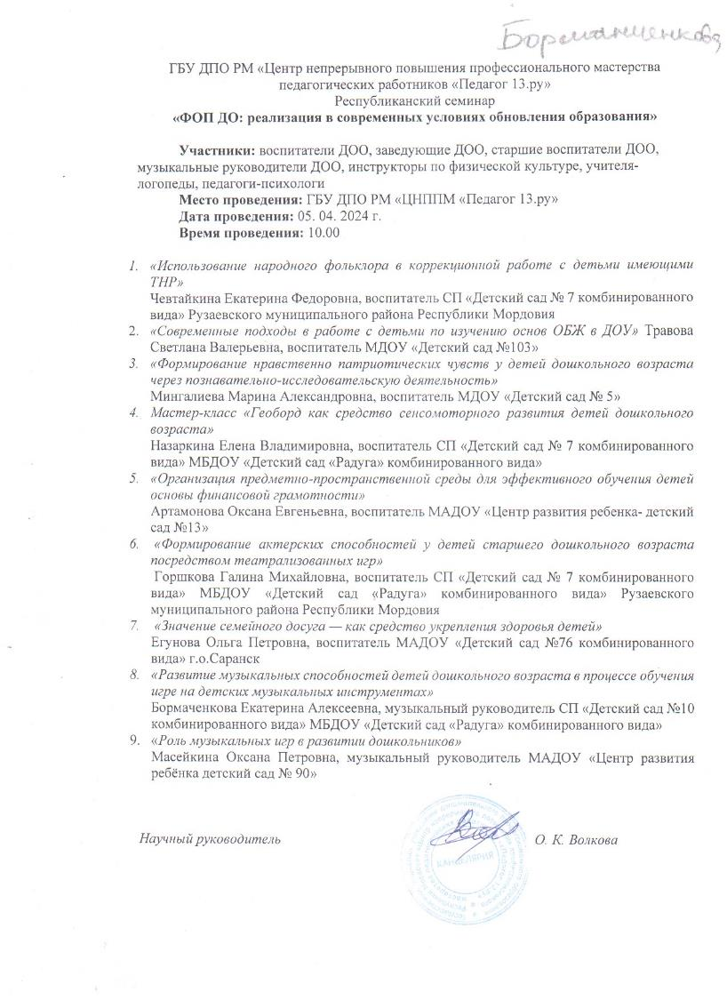 Борманченкова
ГБУ ДПО РМ «Центр непрерывного повышения профессионального мастерства
педагогических работников «Педагог 13.ру»
Республиканский семинар
«ФОП ДО: реализация в современных условиях обновления образования»
Участники: воспитатели ДОО, заведующие ДОО, старшие воспитатели ДОО,
музыкальные руководители ДОО, инструкторы по физической культуре, учителя-
логопеды, педагоги-психологи
Место проведения: ГБУ ДПО РМ «ЦНППМ «Педагог 13.ру»
Дата проведения: 05. 04. 2024 г.
Время проведения: 10.00
1. «Использование народного фольклора в коррекционной работе с детьми имеющими
ТНР»
Чевтайкина Екатерина Федоровна, воспитатель СП «Детский сад № 7 комбинированного
вида» Рузаевского муниципального района Республики Мордовия
2. «Современные подходы в работе с детьми по изучению основ ОБЖ в ДОУ» Травова
Светлана Валерьевна, воспитатель МДОУ «Детский сад №103»
3. «Формирование нравственно патриотических чувств у детей дошкольного возраста
через познавательно-исследовательскую деятельность»
Мингалиева Марина Александровна, воспитатель МДОУ «Детский сад № 5»
4. Мастер-класс «Геоборд как средство сенсомоторного развития детей дошкольного
возраста»
Назаркина Елена Владимировна, воспитатель СП «Детский сад № 7 комбинированного
вида» МБДОУ «Детский сад «Радуга» комбинированного вида»
5. «Организация предметно-пространственной среды для эффективного обучения детей
основы финансовой грамотности»
Артамонова Оксана Евгеньевна, воспитатель МАДОУ «Центр развития ребенка- детский
сад №13»
6. «Формирование актерских способностей у детей старшего дошкольного возраста
посредством театрализованных игр»
Горшкова Галина Михайловна, воспитатель СП «Детский сад № 7 комбинированного
вида» МБДОУ «Детский сад «Радуга» комбинированного вида» Рузаевского
муниципального района Республики Мордовия
7. «Значение семейного досуга — как средство укрепления здоровья детей»
Егунова Ольга Петровна, воспитатель МАДОУ «Детский сад №76 комбинированного
вида» г.о.Саранск
8. «Развитие музыкальных способностей детей дошкольного возраста в процессе обучения
игре на детских музыкальных инструментах»
Бормаченкова Екатерина Алексеевна, музыкальный руководитель СП «Детский сад №10
комбинированного вида» МБДОУ «Детский сад «Радуга» комбинированного вида»
9. «Роль музыкальных игр в развитии дошкольников»
Масейкина Оксана Петровна, музыкальный руководитель МАДОУ «Центр развития
ребёнка детский сад № 90»
Научный руководитель О. К. Волкова
КАНЦЕЛЯРИЯ